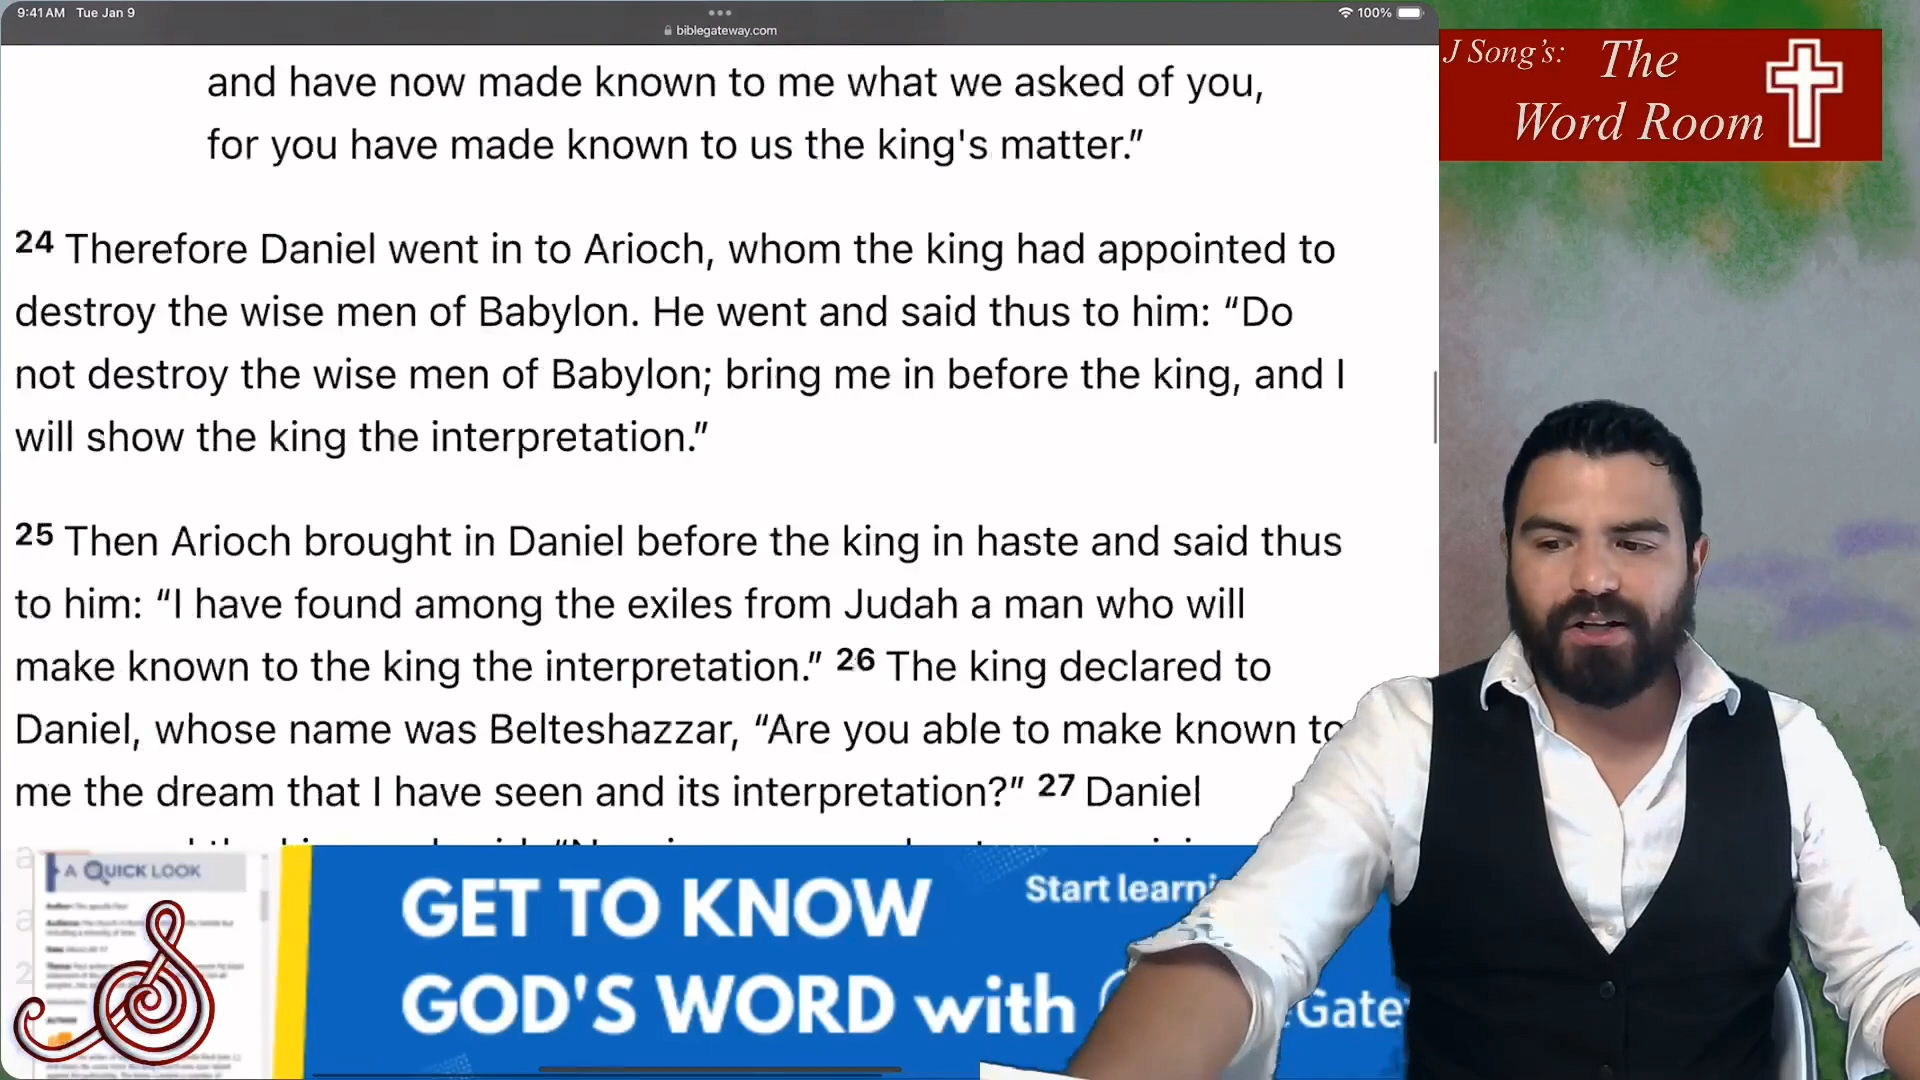 9:41 AM Tue Jan 9
100%
biblegateway.com
J Song's: The
Word Room
and have now made known to me what we asked of you,
for you have made known to us the king's matter.”
24 Therefore Daniel went in to Arioch, whom the king had appointed to
destroy the wise men of Babylon. He went and said thus to him: “Do
not destroy the wise men of Babylon; bring me in before the king, and I
will show the king the interpretation.”
25 Then Arioch brought in Daniel before the king in haste and said thus
to him: “I have found among the exiles from Judah a man who will
make known to the king the interpretation.” 26 The king declared to
Daniel, whose name was Belteshazzar, “Are you able to make known to
me the dream that I have seen and its interpretation?” 27 Daniel
A QUICK LOOK
GET TO KNOW
GOD'S WORD with
Start